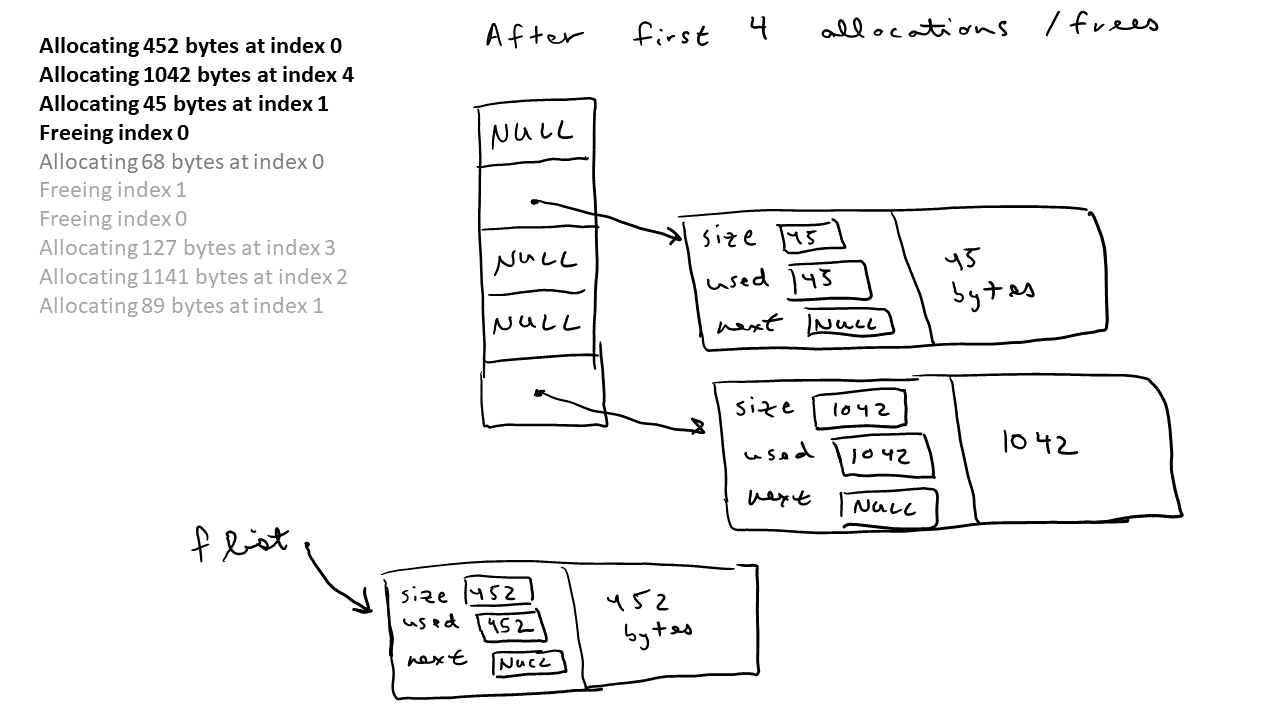 Allocating 452 bytes at index 0
Allocating 1042 bytes at index 4
Allocating 45 bytes at index 1
Freeing index 0
Allocating 68 bytes at index 0
Freeing index 1
Freeing index 0
Allocating 127 bytes at index 3
Allocating 1141 bytes at index 2
Allocating 89 bytes at index 1
After first 4 allocations / frees
NULL
NULL
NULL
size 45
used 45
next NULL
45
bytes
size 1042
used 1042
next NULL
1042
flist
size 452
used 452
next NULL
452
bytes